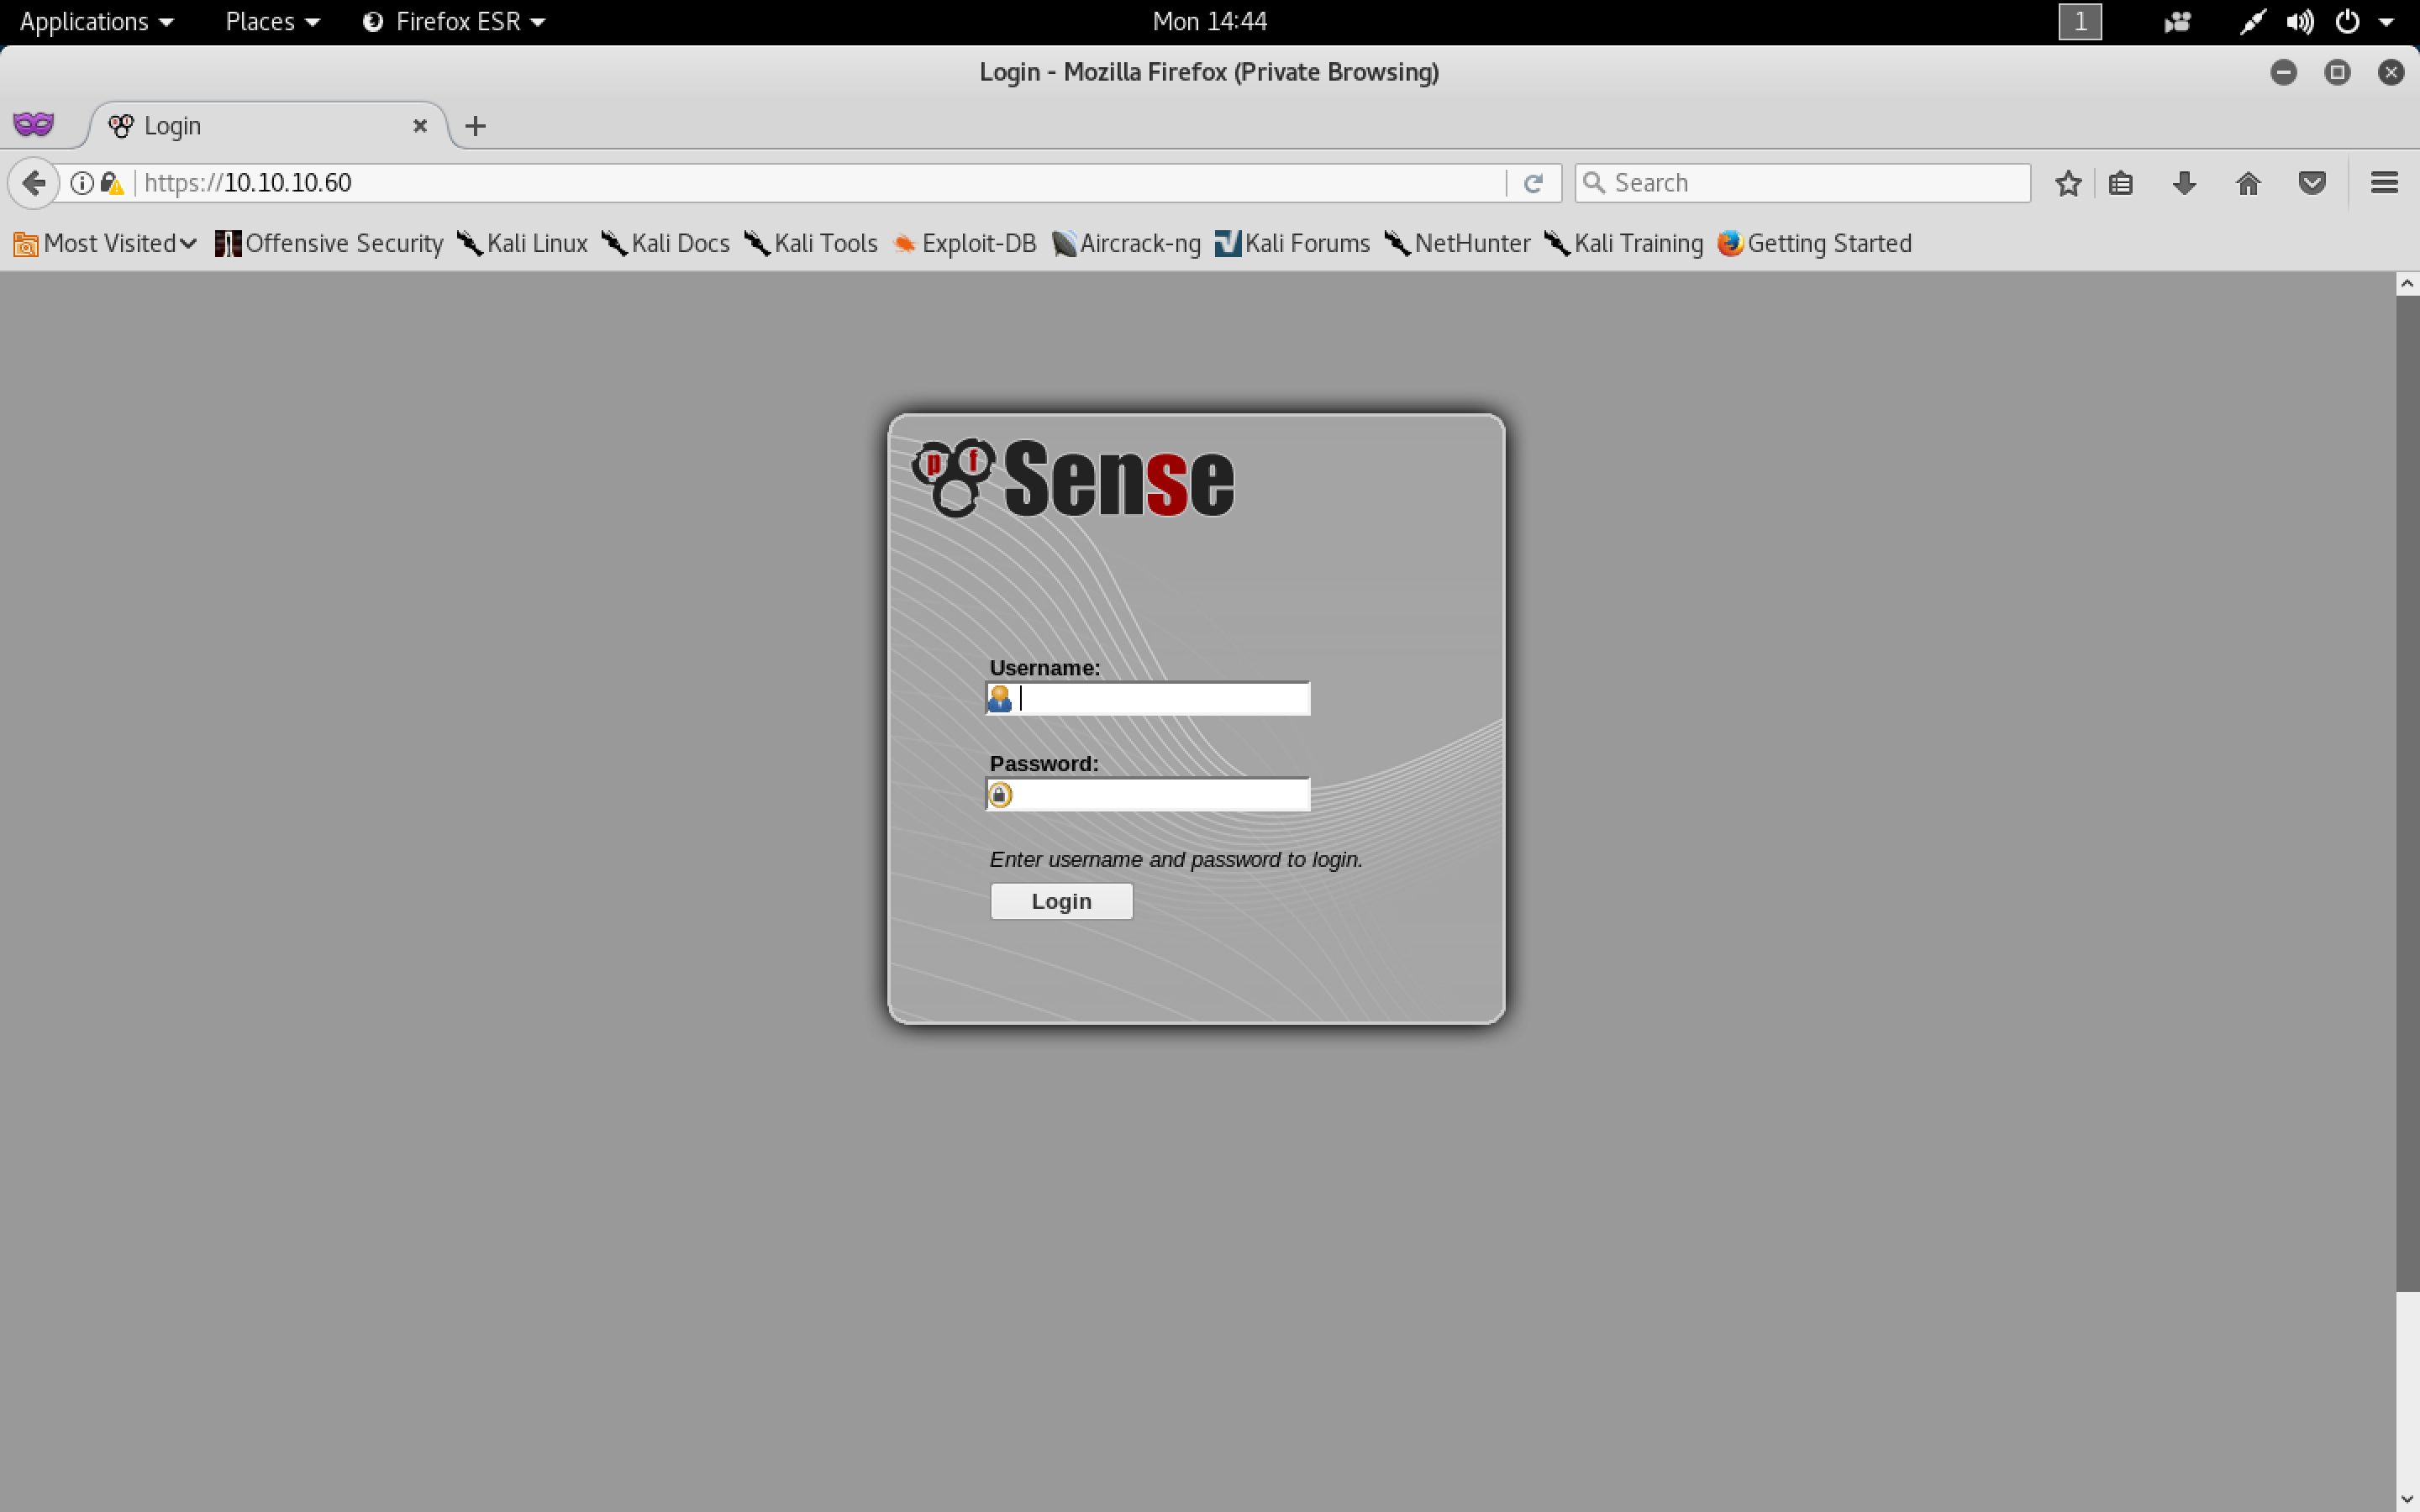 Applications Places Firefox ESR Mon 14:44 1
Login - Mozilla Firefox (Private Browsing)
Login
https://10.10.10.60 Search
Most Visited Offensive Security Kali Linux Kali Docs Kali Tools Exploit-DB Aircrack-ng Kali Forums NetHunter Kali Training Getting Started
pf Sense
Username:
Password:
Enter username and password to login.
Login